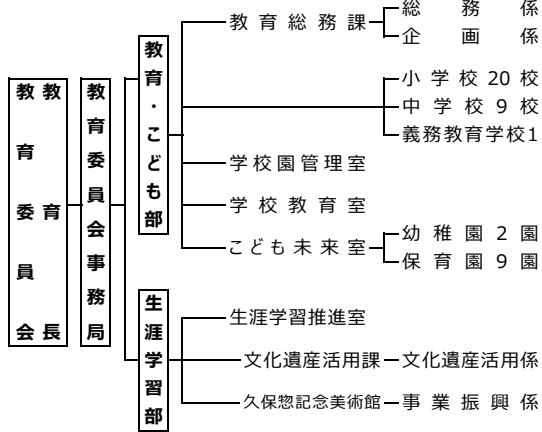 教育委員会
教育長
教育委員会事務局
教育・こども部
教育総務課
総務係
企画係
小学校20校
中学校9校
義務教育学校1
学校園管理室
学校教育室
こども未来室
幼稚園2園
保育園9園
生涯学習部
生涯学習推進室
文化遺産活用課
文化遺産活用係
久保惣記念美術館
事業振興係